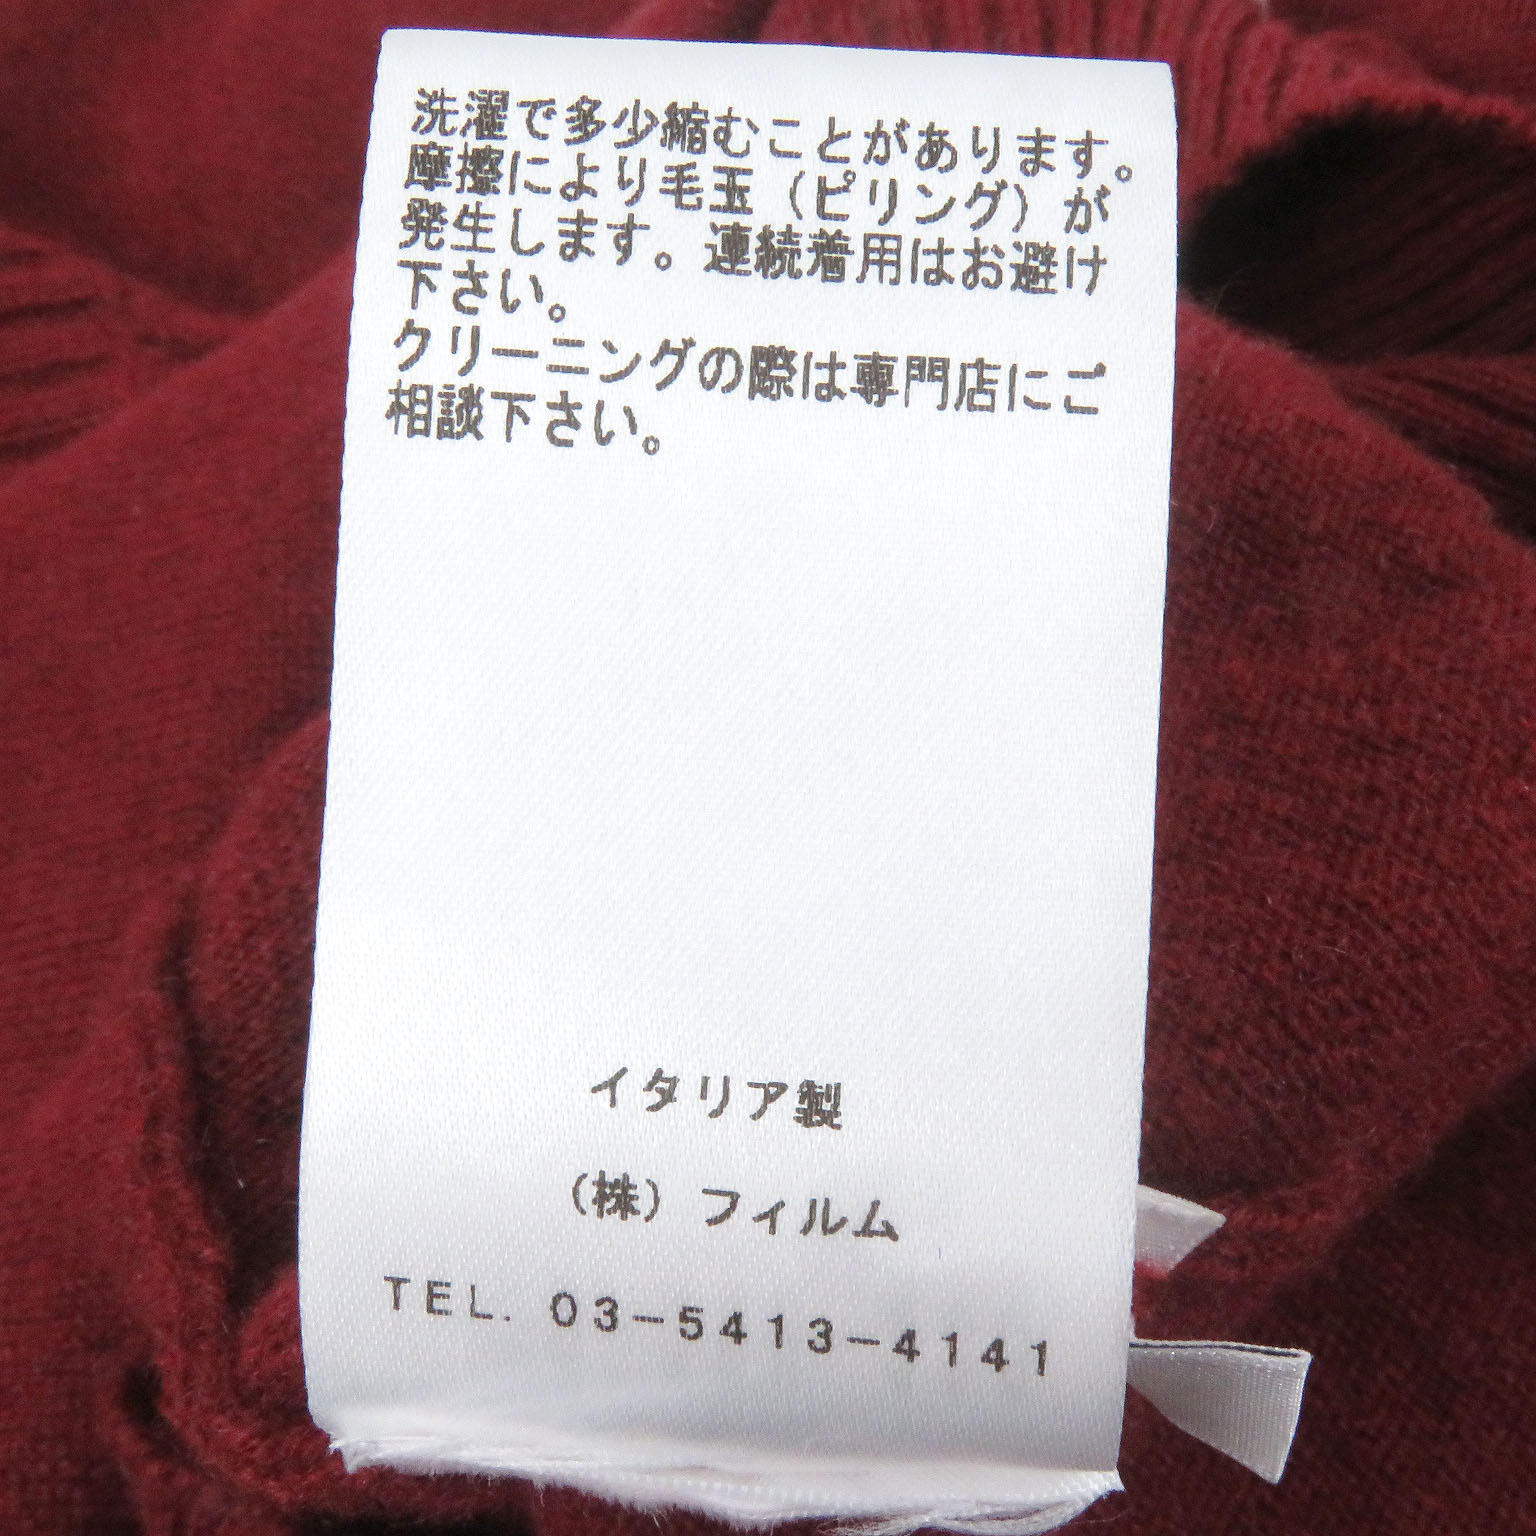 洗濯で多少縮むことがあります。
摩擦により毛玉（ピリング）が
発生します。連続着用はお避け
下さい。
クリーニングの際は専門店にご
相談下さい。
イタリア製
（株）フィルム
TEL. 03-5413-4141